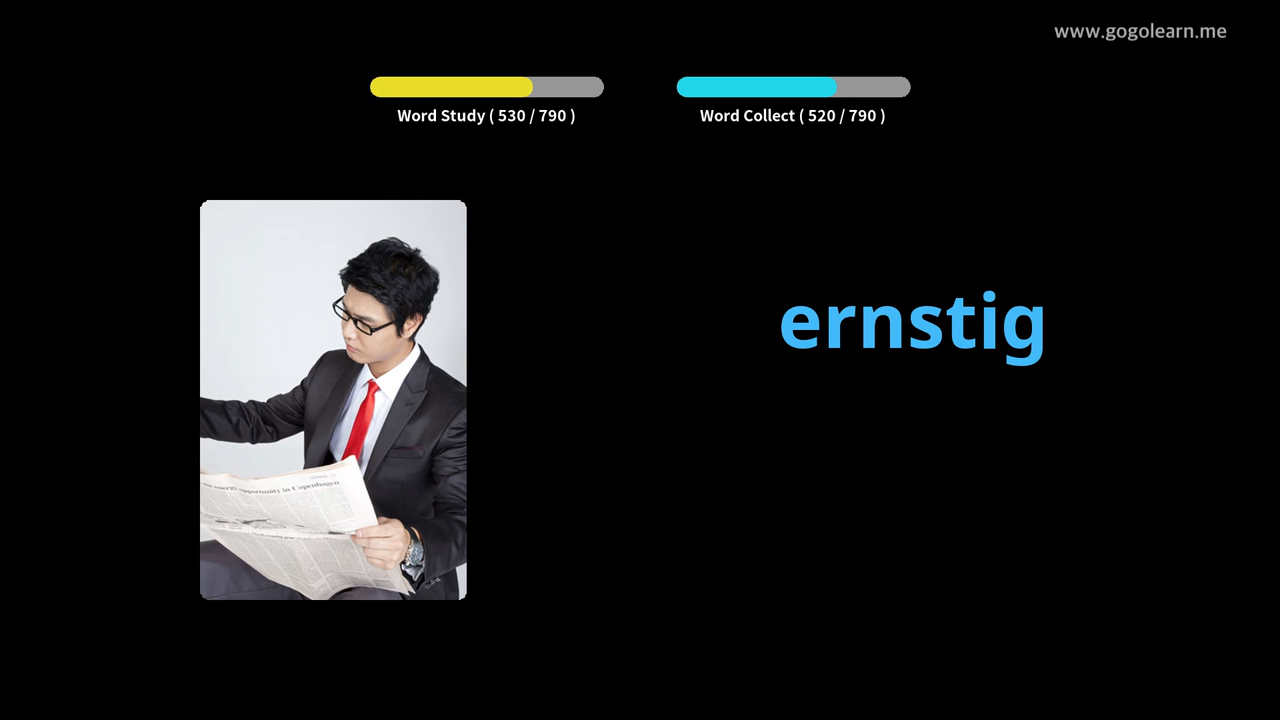 www.gogolearn.me
Word Study ( 530 / 790 )
Word Collect ( 520 / 790 )
ernstig
opportunity in Copenhagen